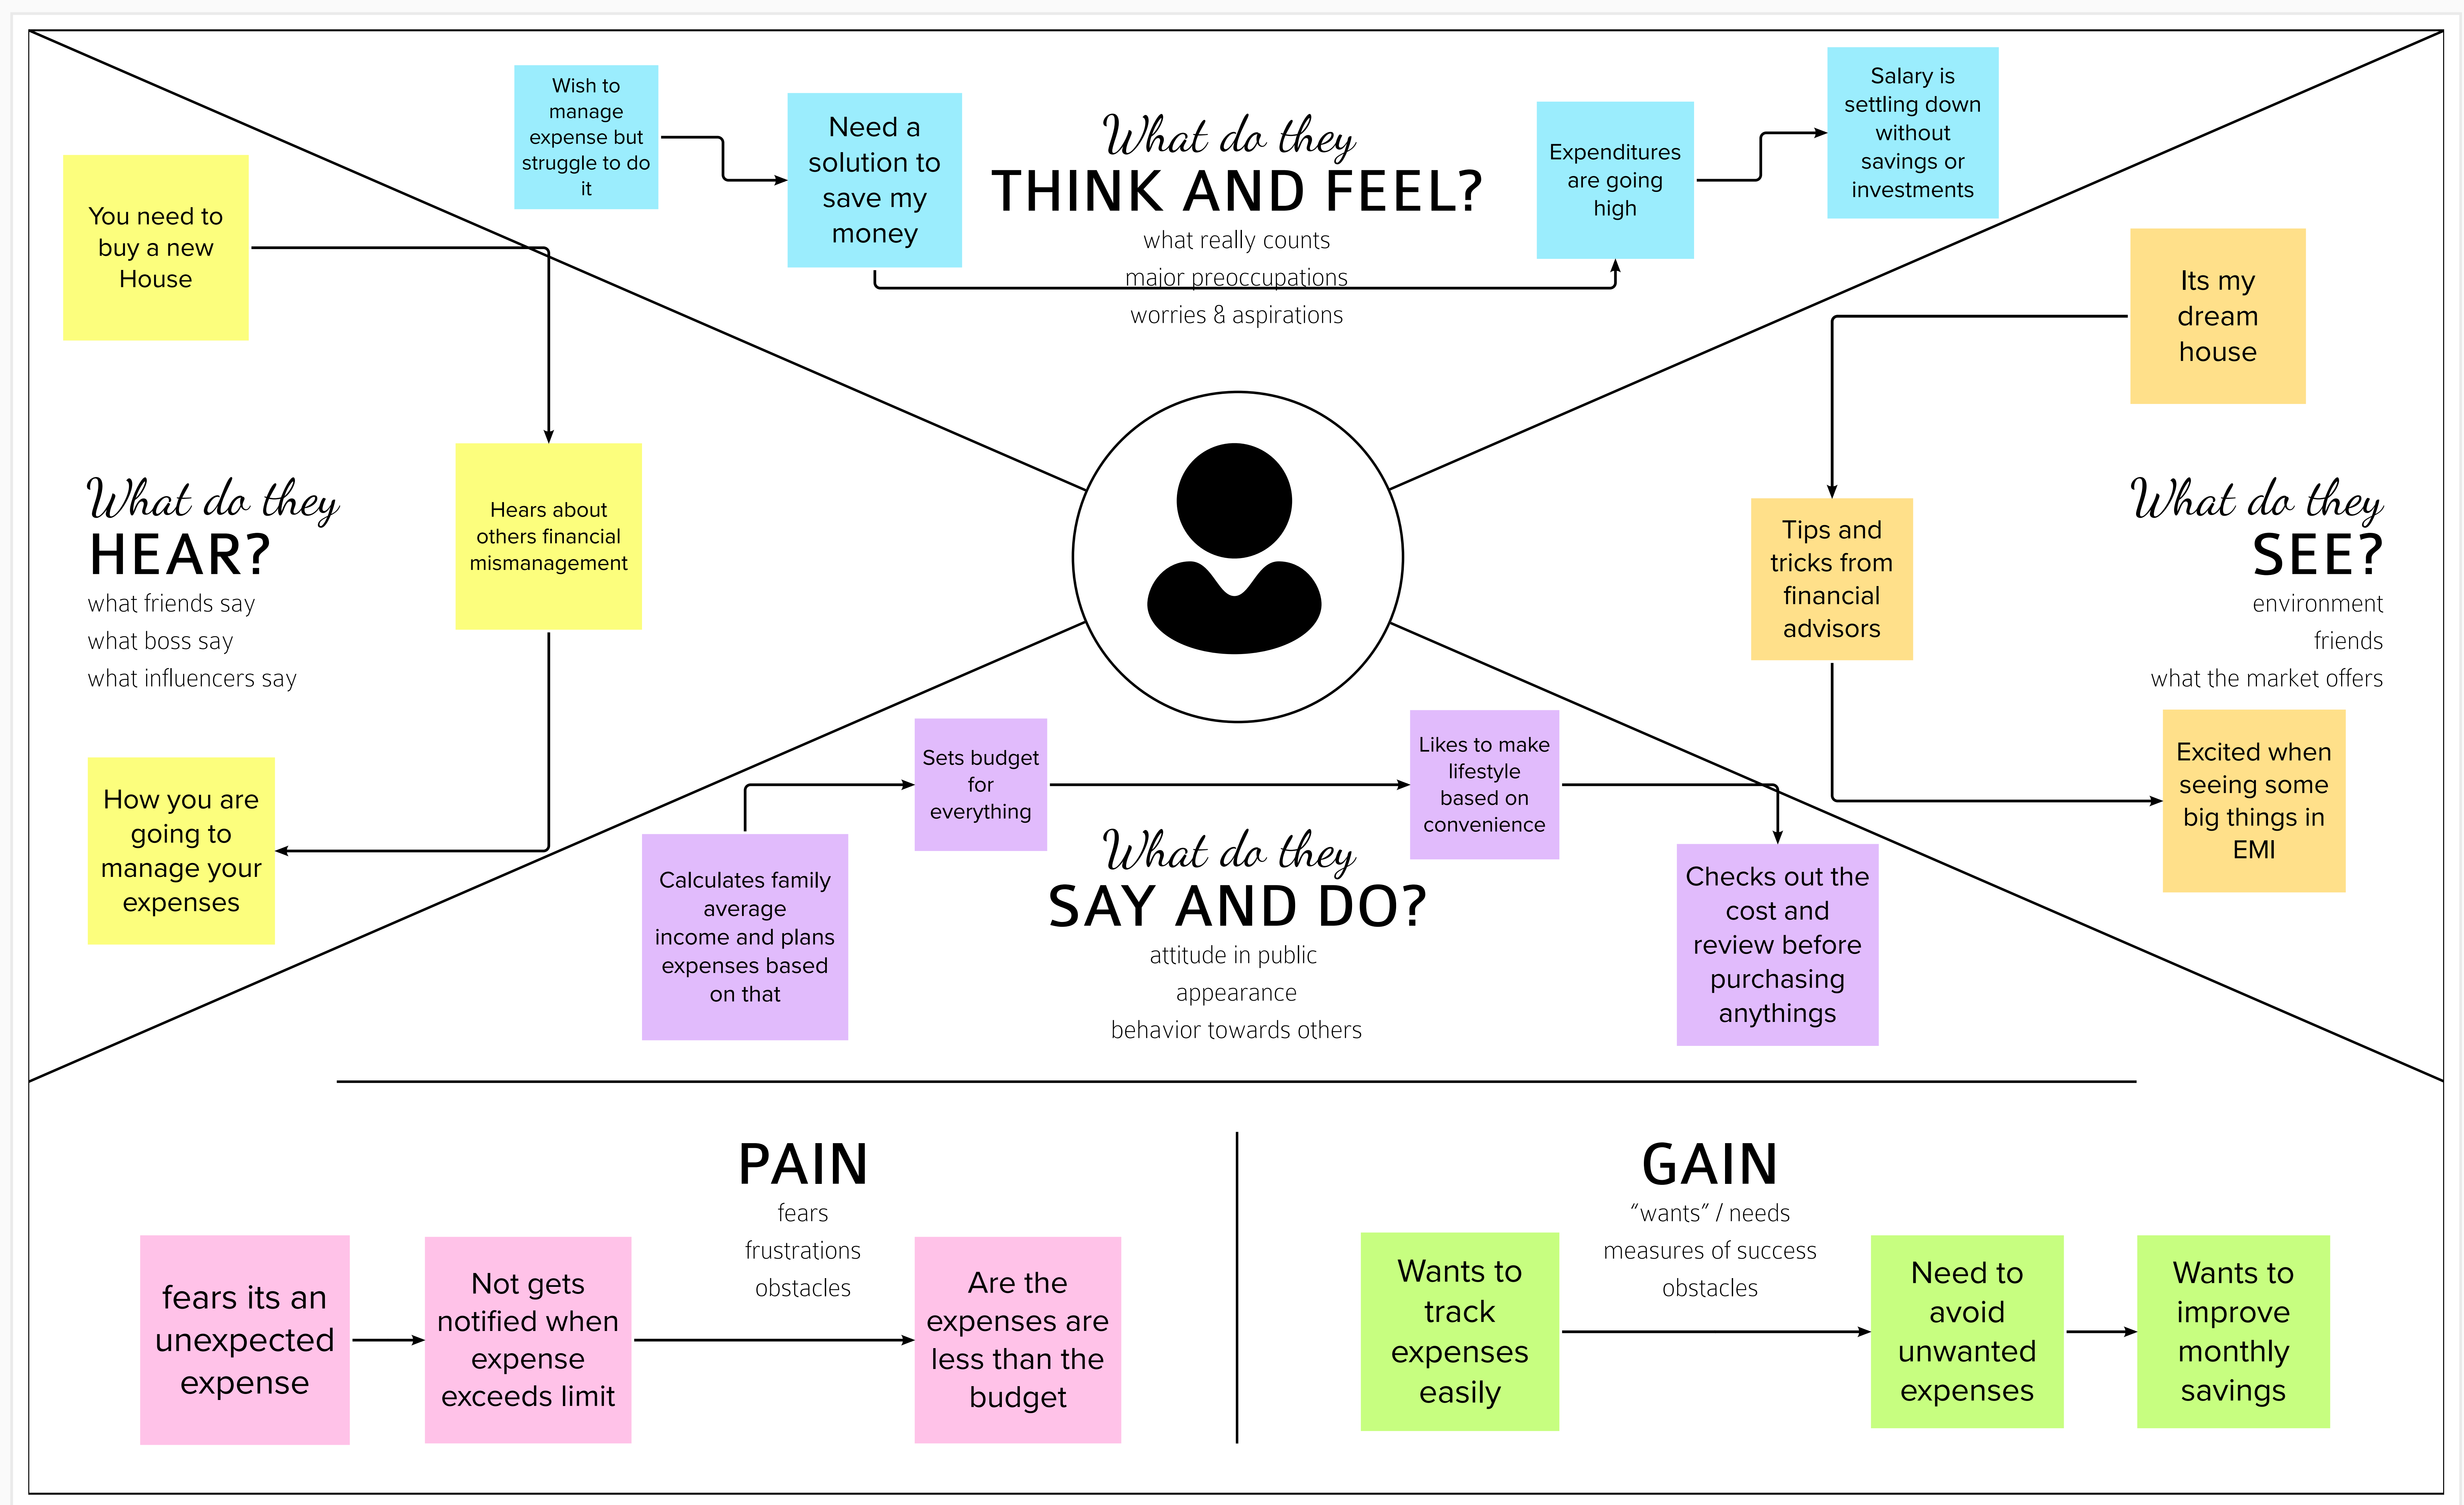 Wish to
manage
expense but
struggle to do
it
Need a
solution to
save my
money
What do they
THINK AND FEEL?
what really counts
major preoccupations
worries & aspirations
Expenditures
are going
high
Salary is
settling down
without
savings or
investments
You need to
buy a new
House
Hears about
others financial
mismanagement
What do they
HEAR?
what friends say
what boss say
what influencers say
How you are
going to
manage your
expenses
Its my
dream
house
Tips and
tricks from
financial
advisors
What do they
SEE?
environment
friends
what the market offers
Excited when
seeing some
big things in
EMI
Calculates family
average
income and plans
expenses based
on that
Sets budget
for
everything
What do they
SAY AND DO?
attitude in public
appearance
behavior towards others
Likes to make
lifestyle
based on
convenience
Checks out the
cost and
review before
purchasing
anythings
PAIN
fears
frustrations
obstacles
fears its an
unexpected
expense
Not gets
notified when
expense
exceeds limit
Are the
expenses are
less than the
budget
GAIN
“wants” / needs
measures of success
obstacles
Wants to
track
expenses
easily
Need to
avoid
unwanted
expenses
Wants to
improve
monthly
savings